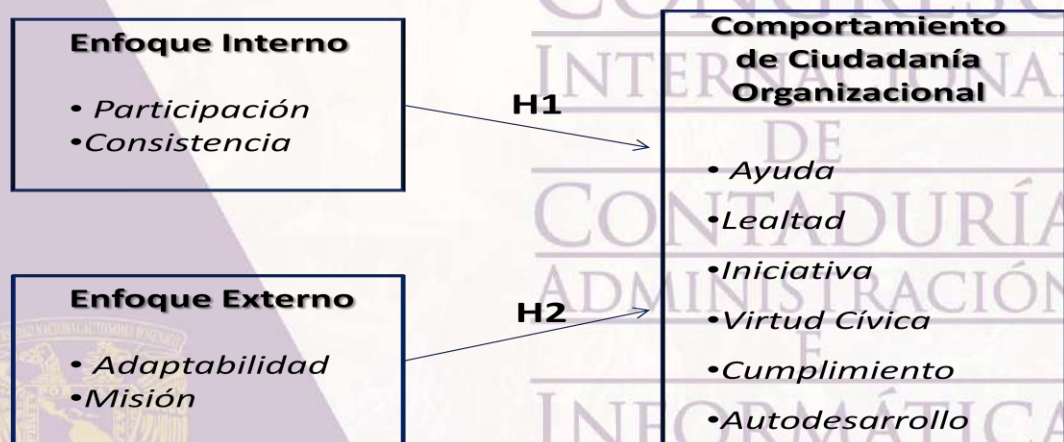 Enfoque Interno
• Participación
•Consistencia
H1
Enfoque Externo
• Adaptabilidad
•Misión
H2
Comportamiento
de Ciudadanía
Organizacional
• Ayuda
•Lealtad
•Iniciativa
•Virtud Cívica
•Cumplimiento
•Autodesarrollo
CONGRESO
INTERNACIONAL
DE
CONTADURÍA
ADMINISTRACIÓN
E
INFORMÁTICA